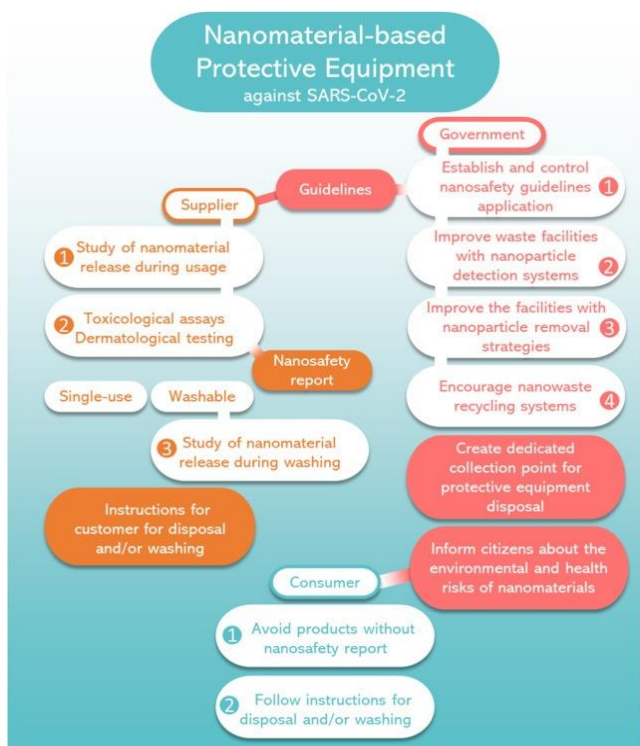 Nanomaterial-based
Protective Equipment
against SARS-CoV-2
Government
Guidelines
Establish and control
nanosafety guidelines
application
1
Supplier
1
Study of nanomaterial
release during usage
Improve waste facilities
with nanoparticle
detection systems
2
2
Toxicological assays
Dermatological testing
Improve the facilities with
nanoparticle removal
strategies
3
Nanosafety
report
Single-use
Washable
Encourage nanowaste
recycling systems
4
3
Study of nanomaterial
release during washing
Create dedicated
collection point for
protective equipment
disposal
Instructions for
customer for disposal
and/or washing
Inform citizens about the
environmental and health
risks of nanomaterials
Consumer
1
Avoid products without
nanosafety report
2
Follow instructions for
disposal and/or washing